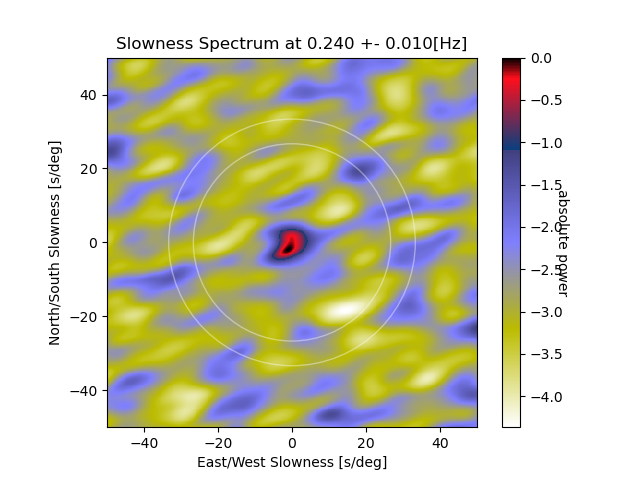 Slowness Spectrum at 0.240 +- 0.010[Hz]
North/South Slowness [s/deg]
40
20
0
−20
−40
−40 −20 0 20 40
East/West Slowness [s/deg]
0.0
−0.5
−1.0
−1.5
−2.0
−2.5
−3.0
−3.5
−4.0
absolute power